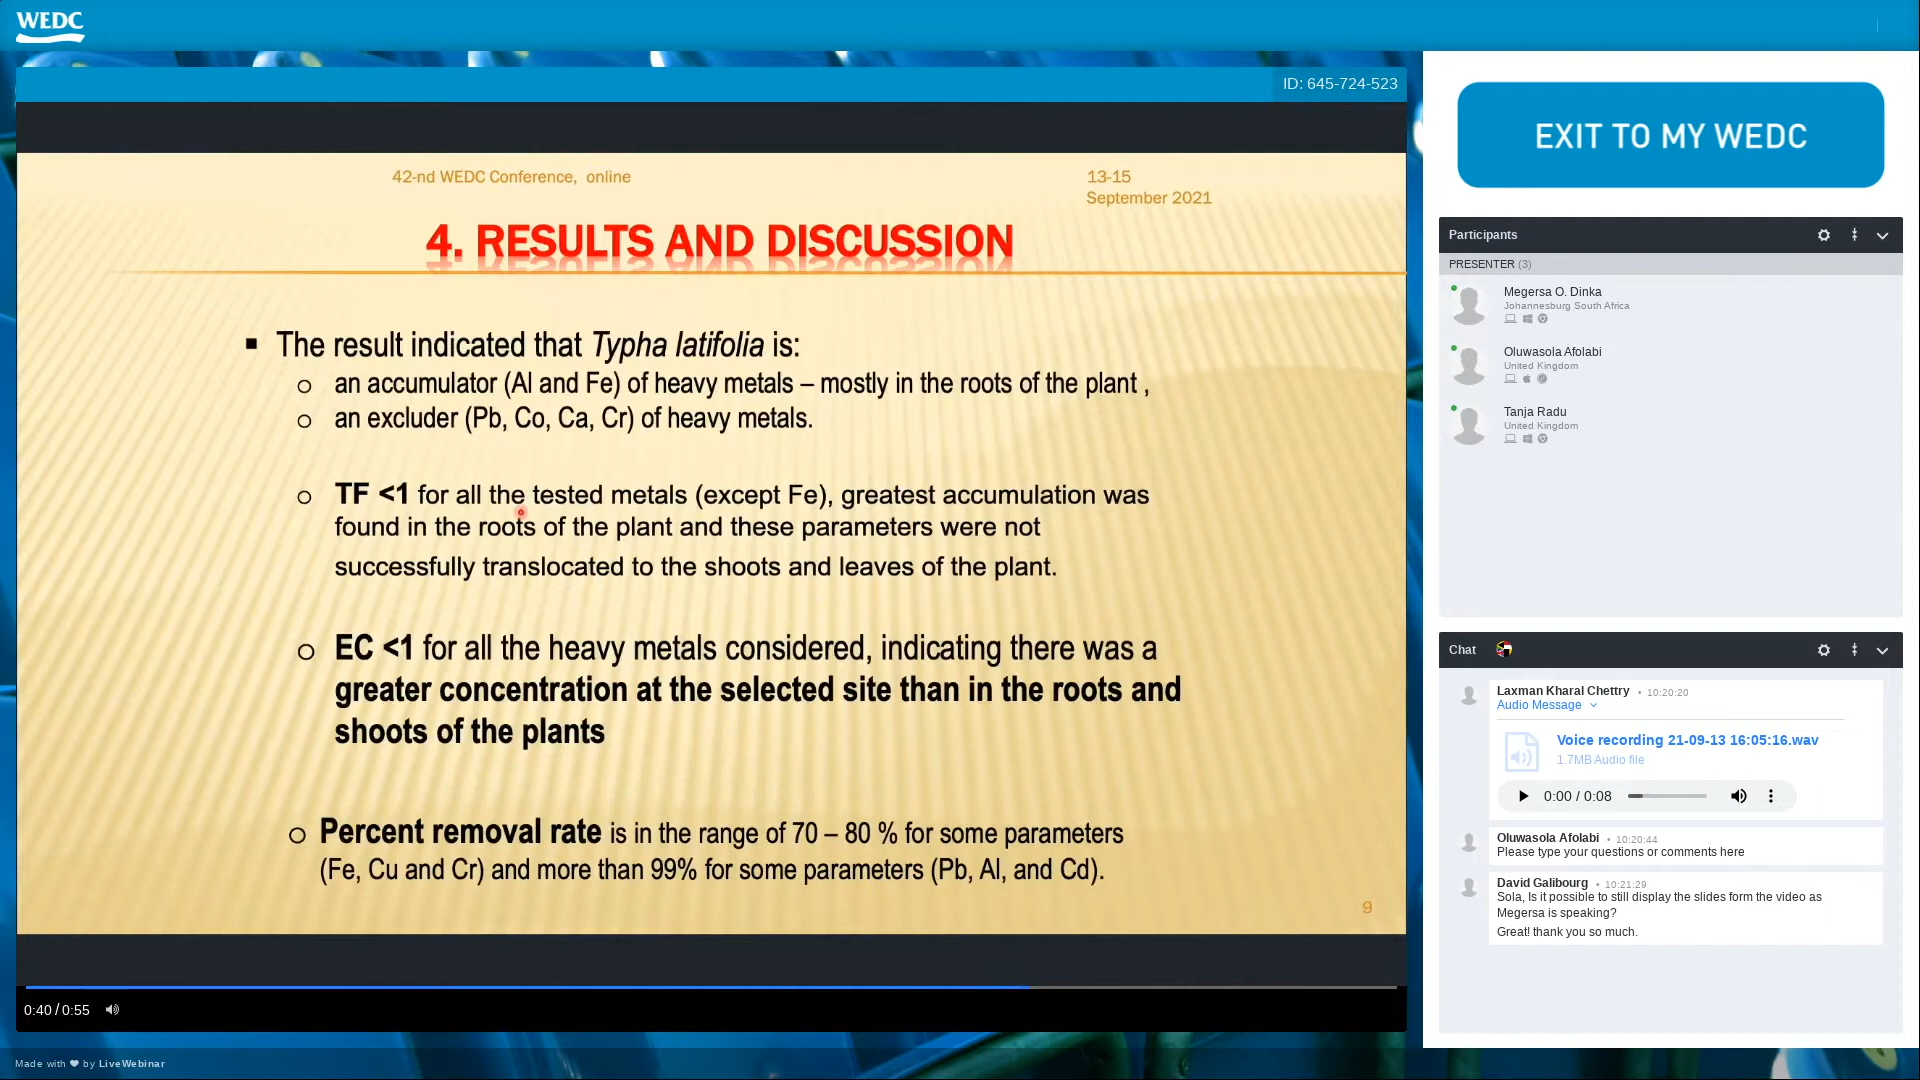 WEDC
ID: 645-724-523
42-nd WEDC Conference, online
13-15
September 2021
4. RESULTS AND DISCUSSION
▪ The result indicated that Typha latifolia is:
o an accumulator (Al and Fe) of heavy metals – mostly in the roots of the plant ,
o an excluder (Pb, Co, Ca, Cr) of heavy metals.
o TF <1 for all the tested metals (except Fe), greatest accumulation was
found in the roots of the plant and these parameters were not
successfully translocated to the shoots and leaves of the plant.
o EC <1 for all the heavy metals considered, indicating there was a
greater concentration at the selected site than in the roots and
shoots of the plants
o Percent removal rate is in the range of 70 – 80 % for some parameters
(Fe, Cu and Cr) and more than 99% for some parameters (Pb, Al, and Cd).
9
0:40 / 0:55
Made with ❤ by LiveWebinar
EXIT TO MY WEDC
Participants
PRESENTER (3)
Megersa O. Dinka
Johannesburg South Africa
Oluwasola Afolabi
United Kingdom
Tanja Radu
United Kingdom
Chat
Laxman Kharal Chettry • 10:20:20
Audio Message
Voice recording 21-09-13 16:05:16.wav
1.7MB Audio file
0:00 / 0:08
Oluwasola Afolabi • 10:20:44
Please type your questions or comments here
David Galibourg • 10:21:29
Sola, Is it possible to still display the slides form the video as
Megersa is speaking?
Great! thank you so much.